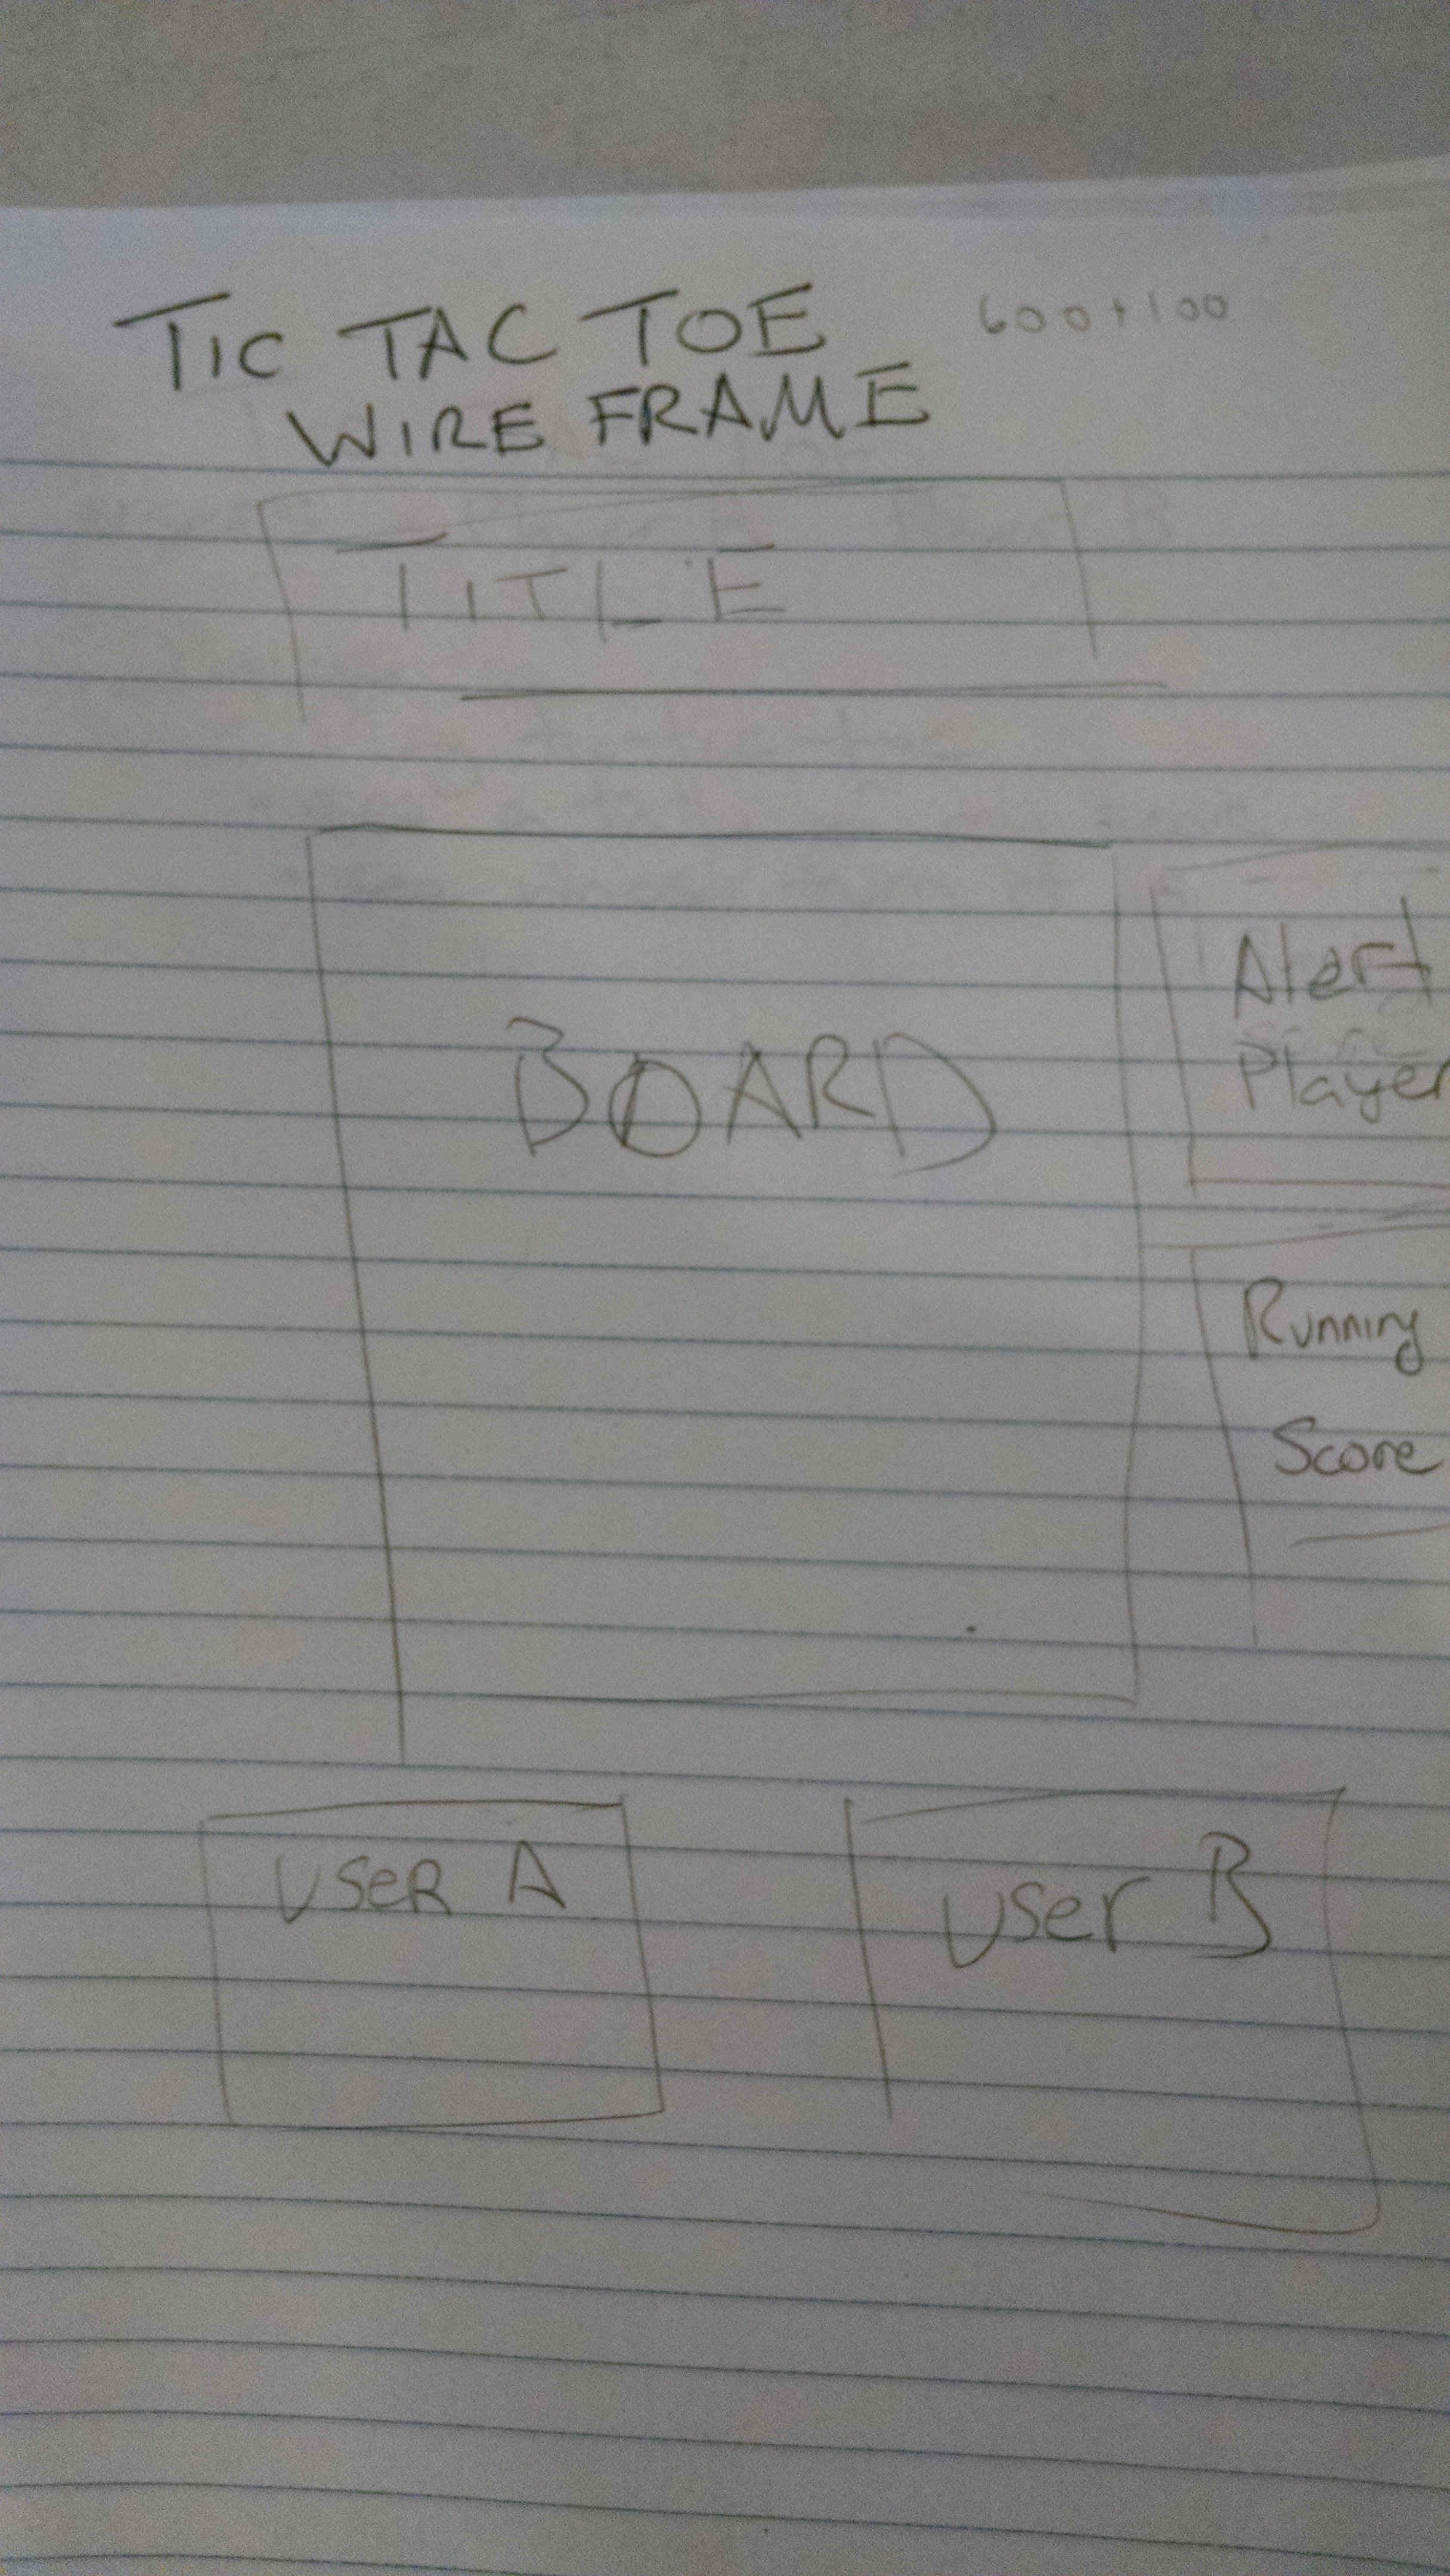 TIC TAC TOE 600+100
WIRE FRAME
TITLE
BOARD
Alert
Player
Running
Score
USER A
User B